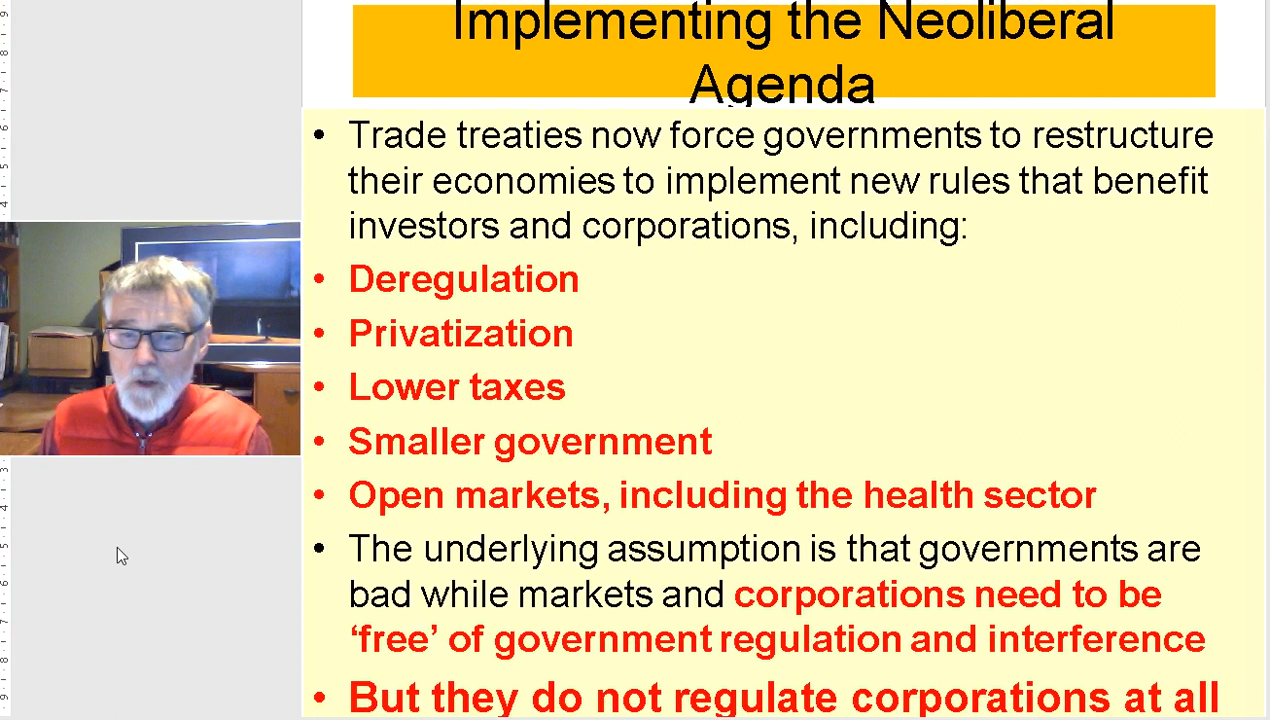 Implementing the Neoliberal
Agenda
• Trade treaties now force governments to restructure
their economies to implement new rules that benefit
investors and corporations, including:
• Deregulation
• Privatization
• Lower taxes
• Smaller government
• Open markets, including the health sector
• The underlying assumption is that governments are
bad while markets and corporations need to be
‘free’ of government regulation and interference
• But they do not regulate corporations at all